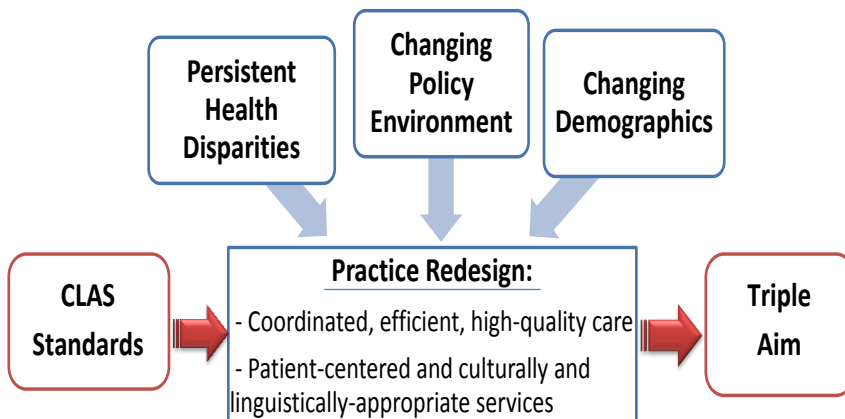 Persistent
Health
Disparities
Changing
Policy
Environment
Changing
Demographics
CLAS
Standards
Practice Redesign:
- Coordinated, efficient, high-quality care
- Patient-centered and culturally and
linguistically-appropriate services
Triple
Aim